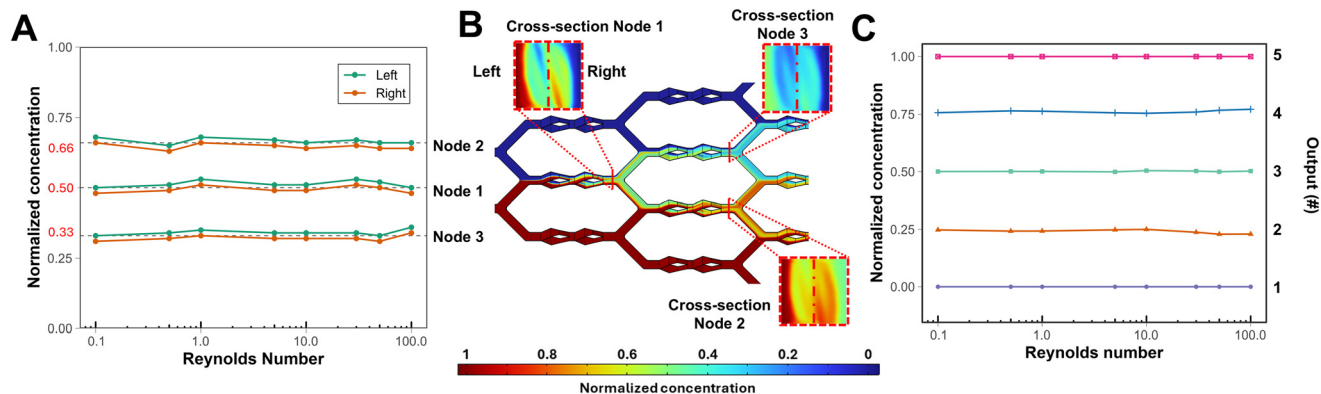 A
Normalized concentration
1.00
0.75
0.66
0.50
0.33
0.25
0.00
Left
Right
Node 2
Node 1
Node 3
0.1
1.0
10.0
100.0
Reynolds Number
B
Cross-section Node 1
Left
Right
Cross-section
Node 3
Cross-section
Node 2
1
0.8
0.6
0.4
0.2
0
Normalized concentration
C
Normalized concentration
1.00
0.75
0.50
0.25
0.00
5
4
3
2
1
Output (#)
0.1
1.0
10.0
100.0
Reynolds number